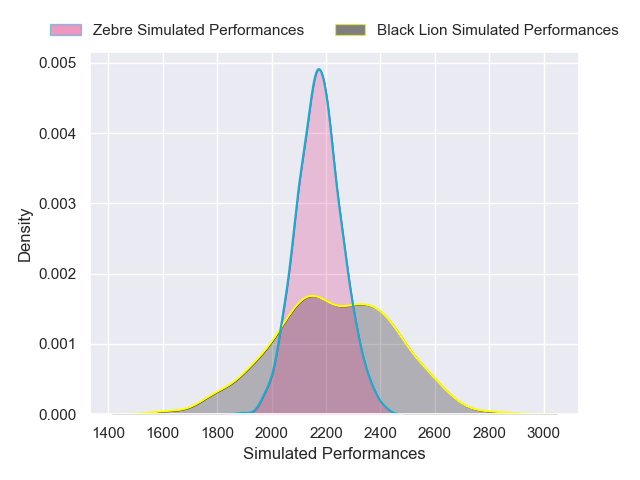 Zebre Simulated Performances Black Lion Simulated Performances
0.005
0.004
0.003
0.002
0.001
0.000
Density
1400 1600 1800 2000 2200 2400 2600 2800 3000
Simulated Performances